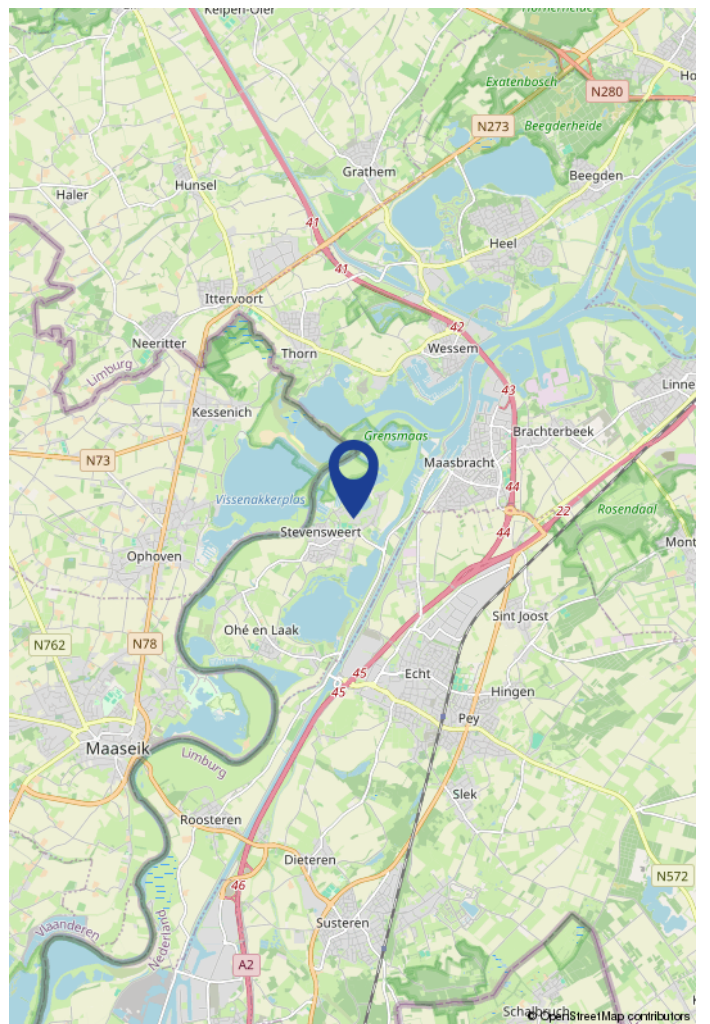 Kelpen-Oler
Hornerheide
Exatenbosch
N280
N273
Beegderheide
Grathem
Beegden
Hunsel
Haler
41
Heel
41
Ittervoort
42
Neeritter
Thorn
Wessem
Limburg
43
Linne
Kessenich
Grensmaas
Brachterbeek
N73
Maasbracht
44
Vissenakkerplas
22
Rosendaal
Stevensweert
44
Mont
Ophoven
Sint Joost
Ohé en Laak
N762
N78
45
Echt
45
Hingen
Pey
Maaseik
Limburg
Slek
Roosteren
Dieteren
N572
46
Susteren
Vlaanderen
Nederland
A2
Schalbruch
© OpenStreetMap contributors